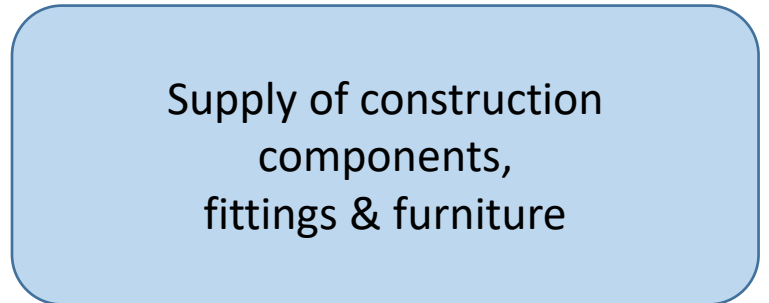 Supply of construction
components,
fittings & furniture